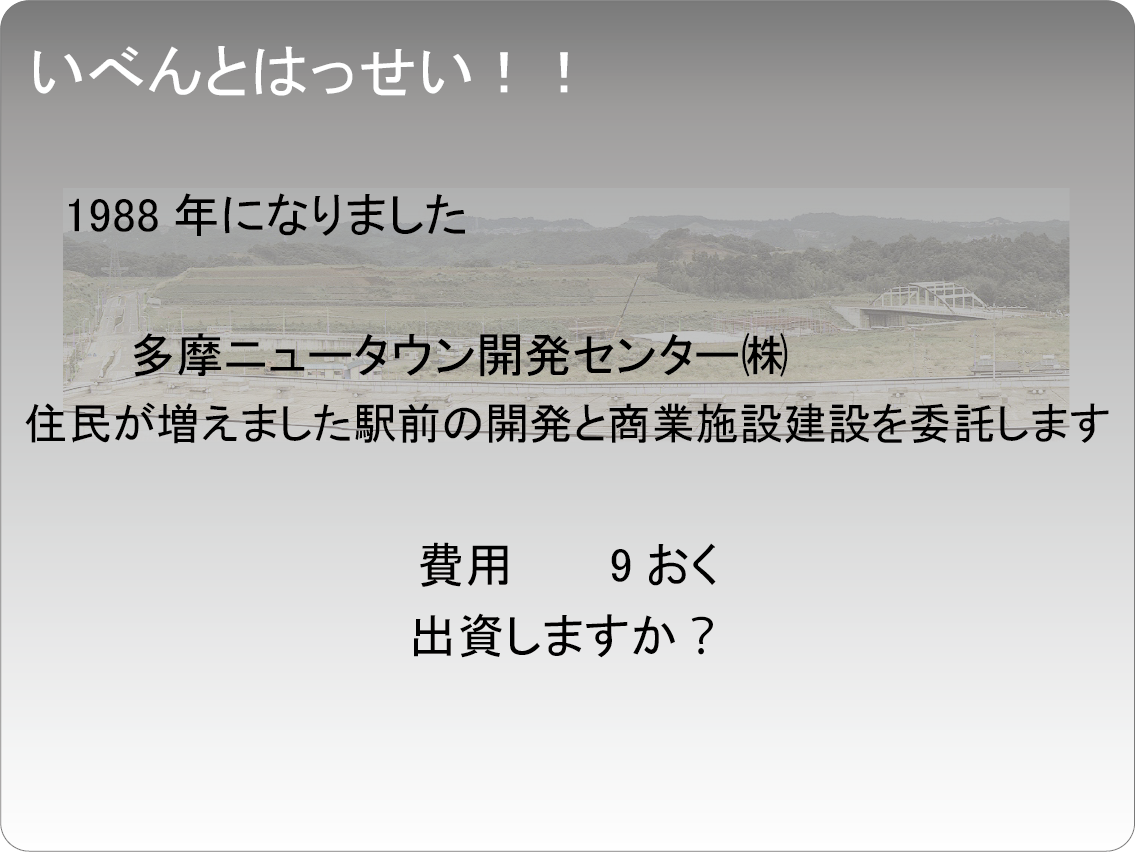 いべんとはっせい！！
1988 年になりました
多摩ニュータウン開発センター㈱
住民が増えました駅前の開発と商業施設建設を委託します
費用　　9 おく
出資しますか？